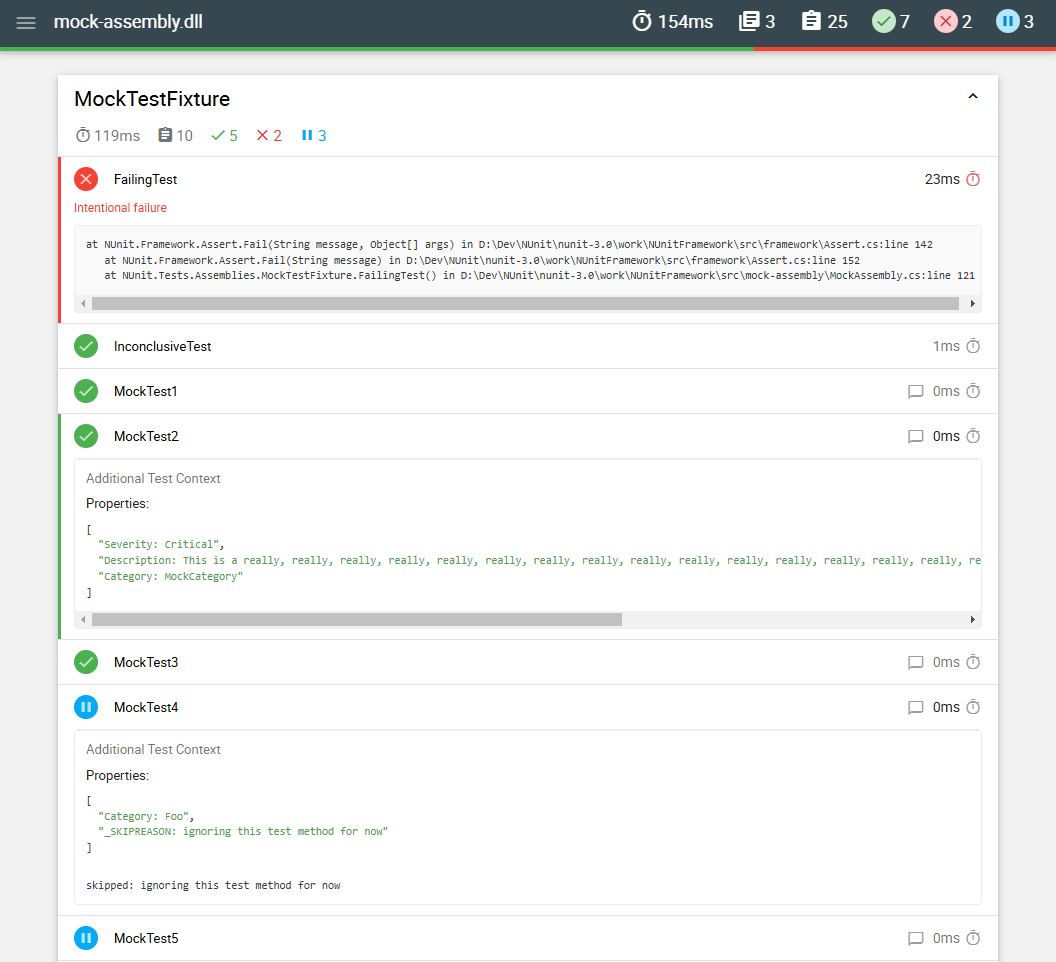 mock-assembly.dll 154ms 3 25 7 2 3
MockTestFixture
119ms 10 5 2 3
FailingTest 23ms
Intentional failure
at NUnit.Framework.Assert.Fail(String message, Object[] args) in D:\Dev\NUnit\nunit-3.0\work\NUnitFramework\src\framework\Assert.cs:line 142
at NUnit.Framework.Assert.Fail(String message) in D:\Dev\NUnit\nunit-3.0\work\NUnitFramework\src\framework\Assert.cs:line 152
at NUnit.Tests.Assemblies.MockTestFixture.FailingTest() in D:\Dev\NUnit\nunit-3.0\work\NUnitFramework\src\mock-assembly\MockAssembly.cs:line 121
InconclusiveTest 1ms
MockTest1 0ms
MockTest2 0ms
Additional Test Context
Properties:
[
"Severity: Critical",
"Description: This is a really, really, really, really, really, really, really, really, really, really, really, really, really, really, really, re
"Category: MockCategory"
]
MockTest3 0ms
MockTest4 0ms
Additional Test Context
Properties:
[
"Category: Foo",
"_SKIPREASON: ignoring this test method for now"
]
skipped: ignoring this test method for now
MockTest5 0ms